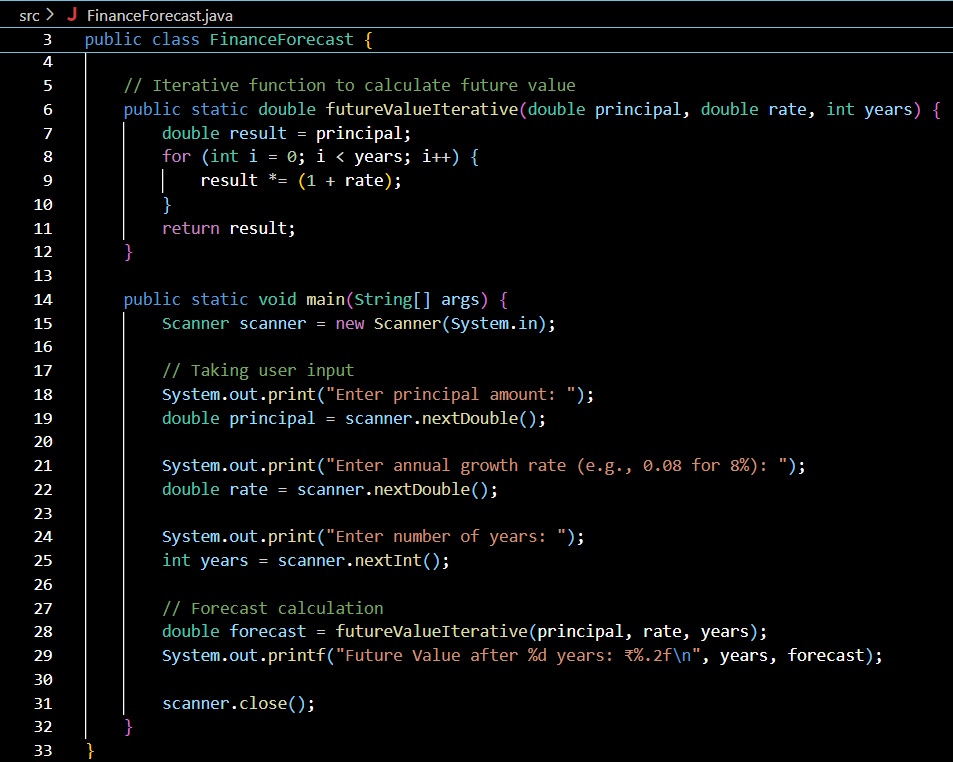 src > J FinanceForecast.java
3 public class FinanceForecast {
4
5 // Iterative function to calculate future value
6 public static double futureValueIterative(double principal, double rate, int years) {
7 double result = principal;
8 for (int i = 0; i < years; i++) {
9 result *= (1 + rate);
10 }
11 return result;
12 }
13
14 public static void main(String[] args) {
15 Scanner scanner = new Scanner(System.in);
16
17 // Taking user input
18 System.out.print("Enter principal amount: ");
19 double principal = scanner.nextDouble();
20
21 System.out.print("Enter annual growth rate (e.g., 0.08 for 8%): ");
22 double rate = scanner.nextDouble();
23
24 System.out.print("Enter number of years: ");
25 int years = scanner.nextInt();
26
27 // Forecast calculation
28 double forecast = futureValueIterative(principal, rate, years);
29 System.out.printf("Future Value after %d years: ₹%.2f\n", years, forecast);
30
31 scanner.close();
32 }
33 }